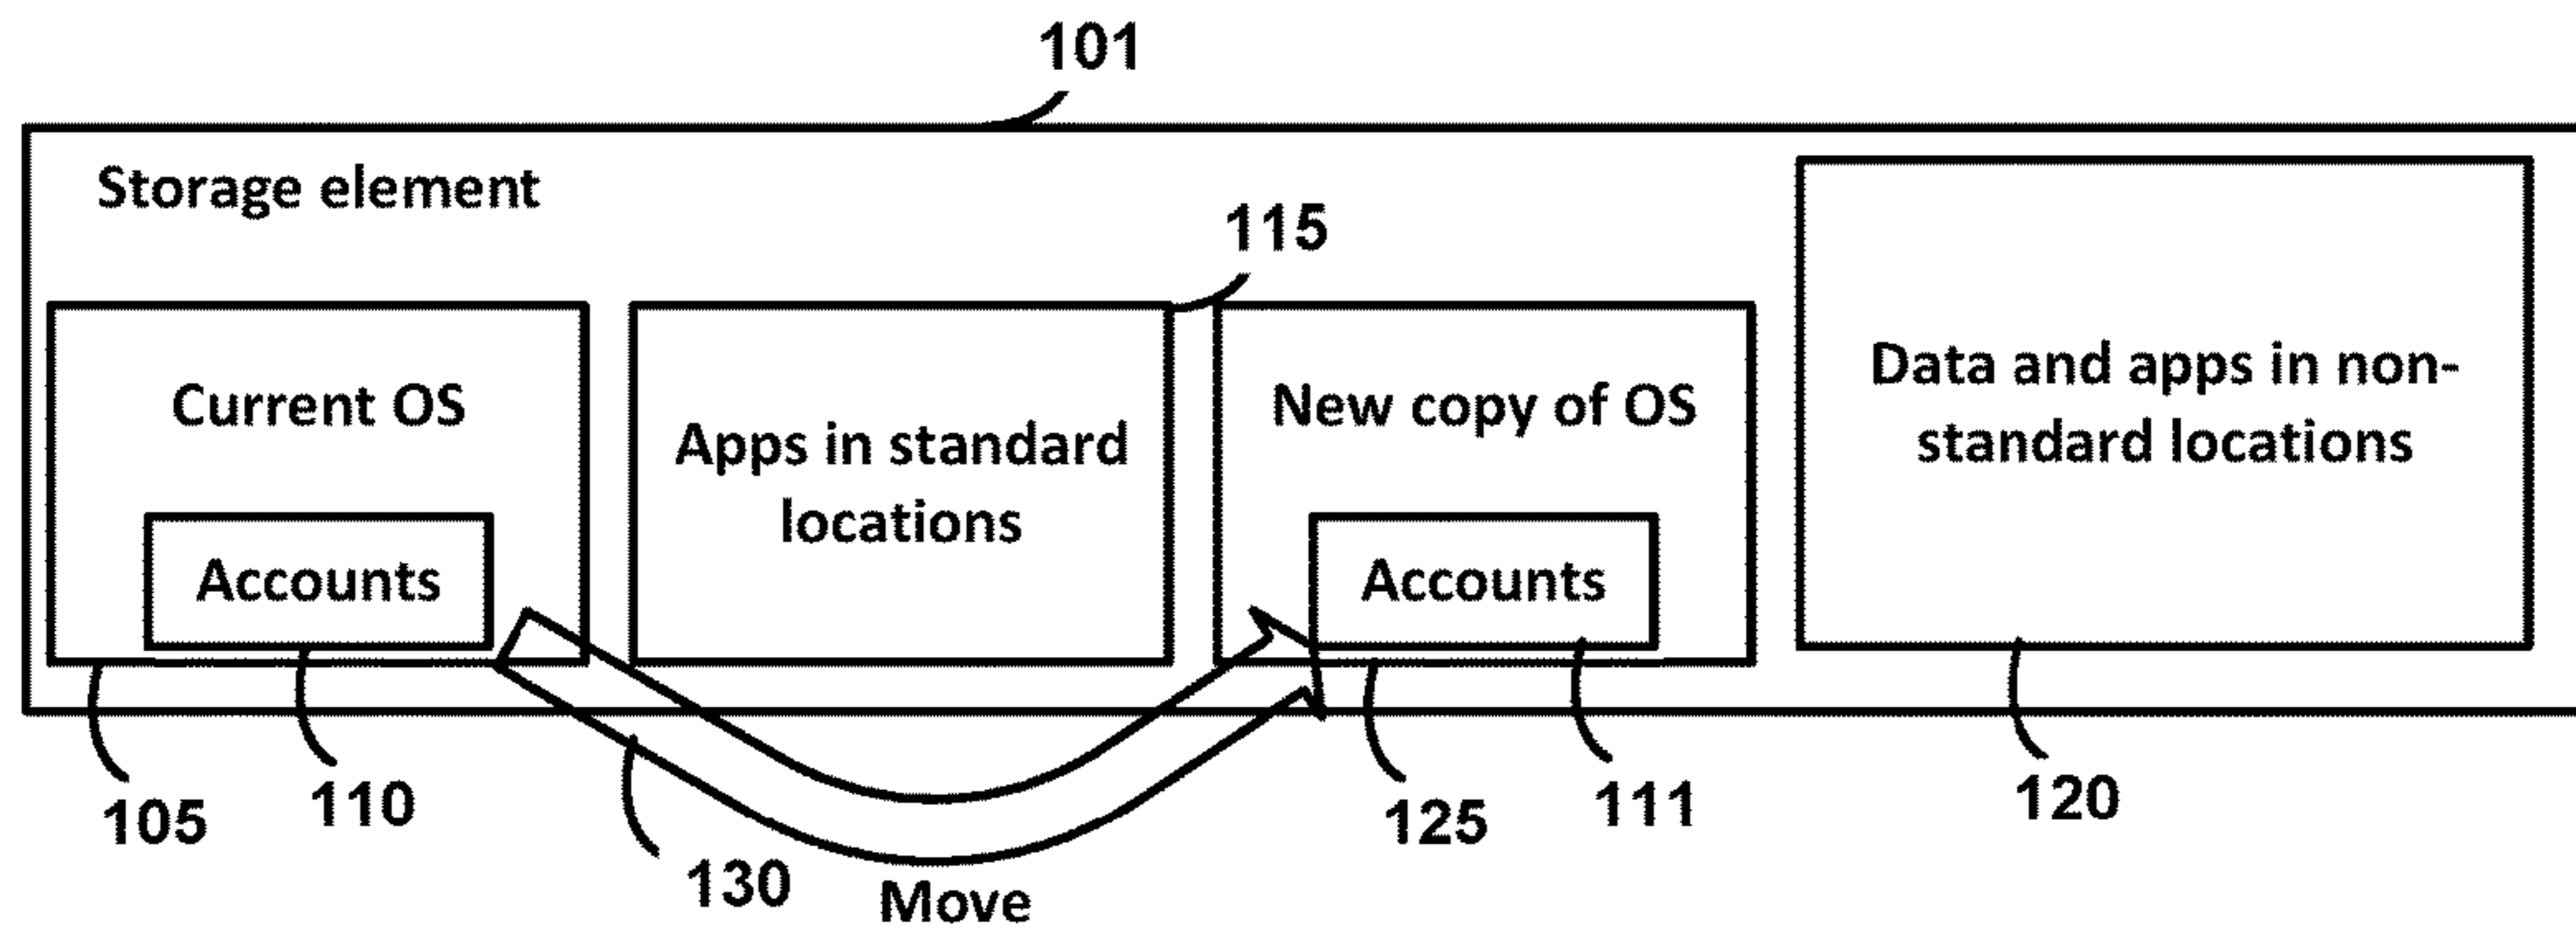 101
Storage element
115
Current OS
Apps in standard
locations
New copy of OS
Data and apps in non-
standard locations
Accounts
Accounts
105
110
130
Move
125
111
120